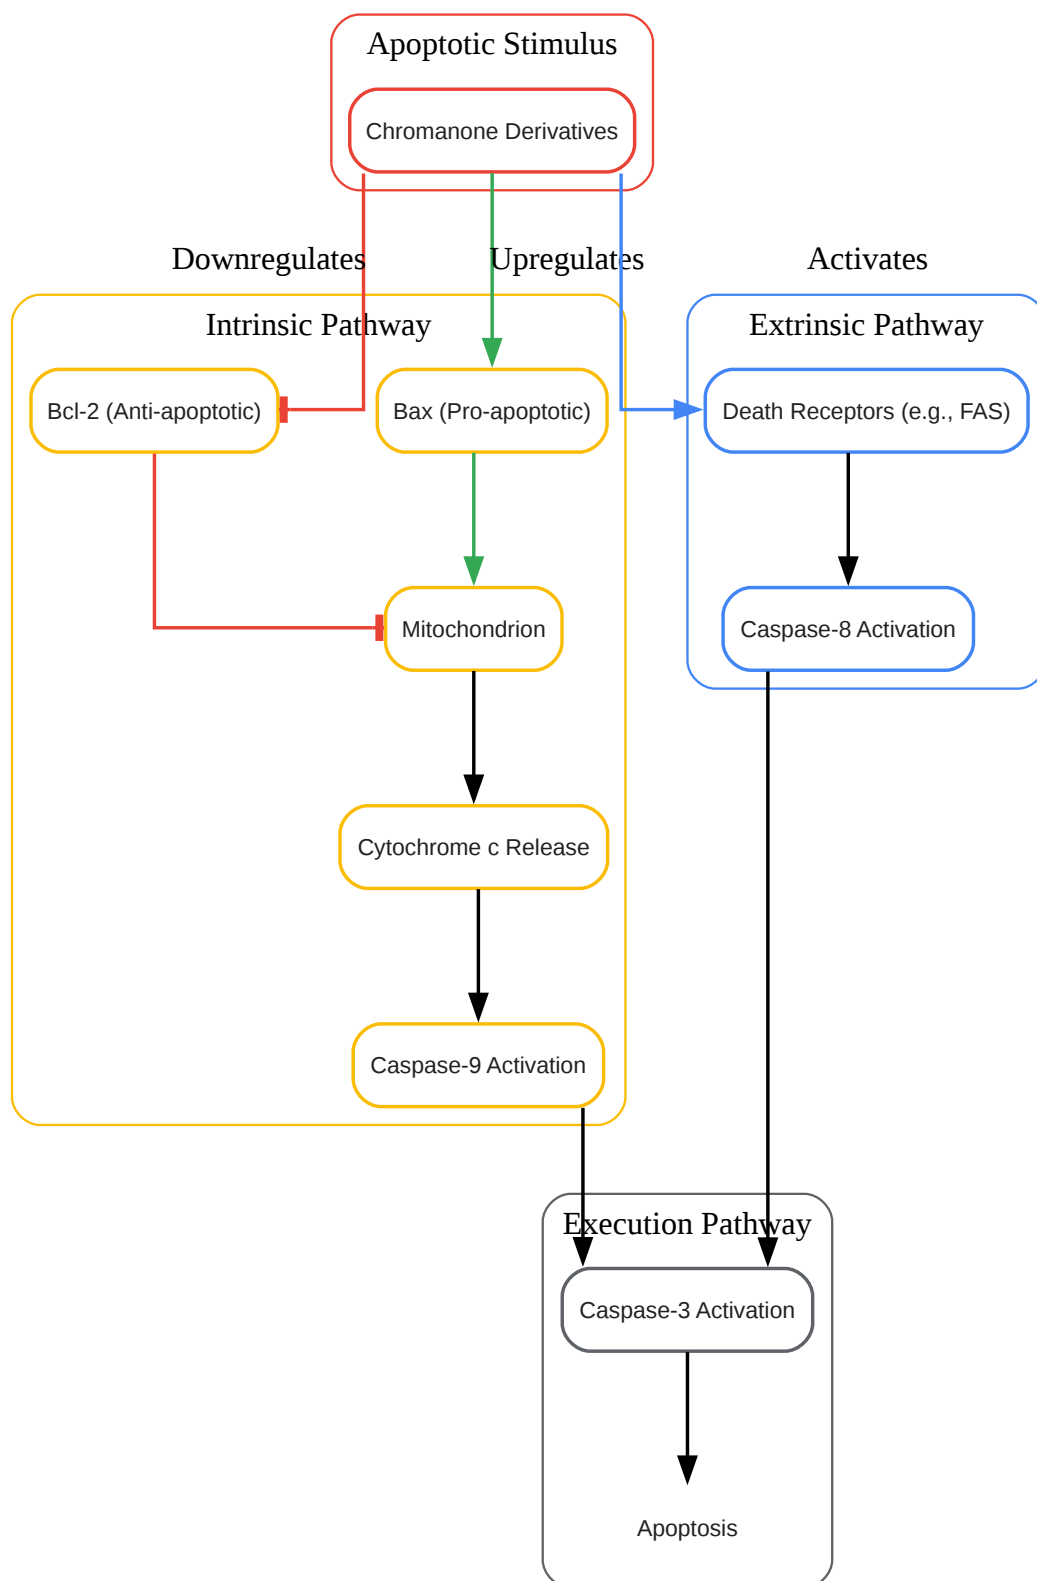 Apoptotic Stimulus
Chromanone Derivatives
Downregulates
Upregulates
Activates
Intrinsic Pathway
Extrinsic Pathway
Bcl-2 (Anti-apoptotic)
Bax (Pro-apoptotic)
Death Receptors (e.g., FAS)
Mitochondrion
Caspase-8 Activation
Cytochrome c Release
Caspase-9 Activation
Execution Pathway
Caspase-3 Activation
Apoptosis